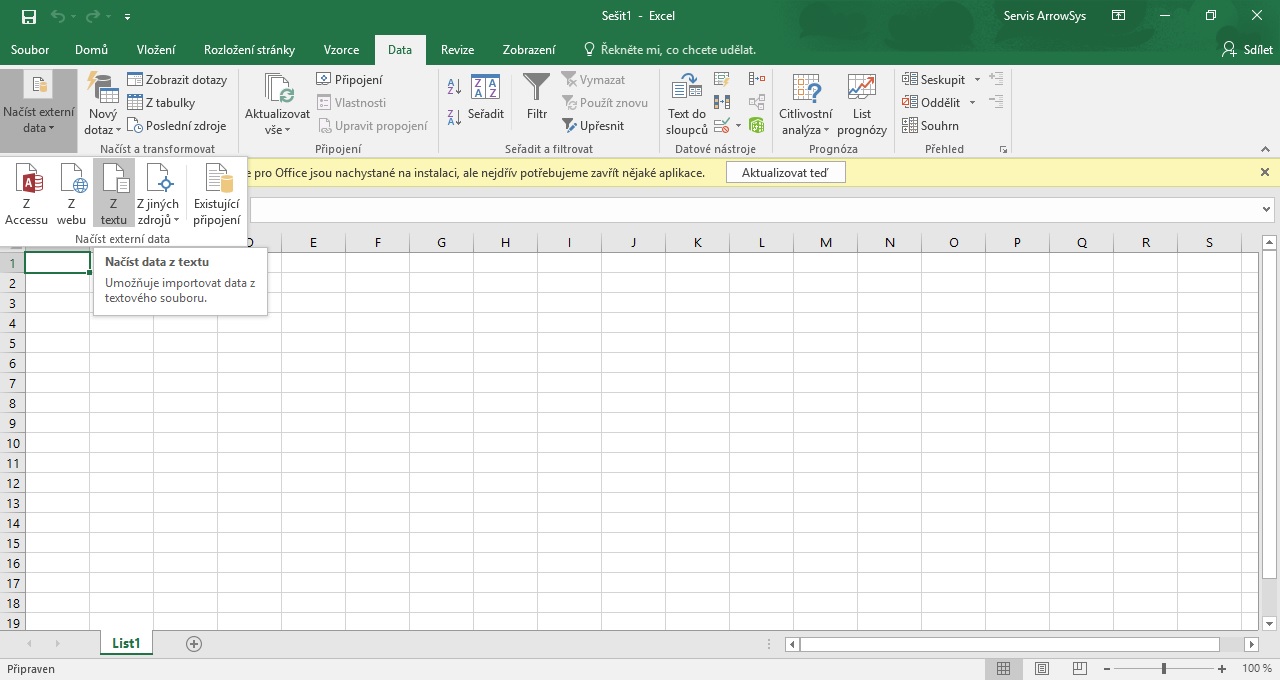 Sešit1 - Excel
Servis ArrowSys
Soubor Domů Vložení Rozložení stránky Vzorce Data Revize Zobrazení Řekněte mi, co chcete udělat. Sdílet
Načíst externí data
Nový dotaz
Zobrazit dotazy
Z tabulky
Poslední zdroje
Načíst a transformovat
Aktualizovat vše
Připojení
Vlastnosti
Upravit propojení
Připojení
Seřadit
Filtr
Vymazat
Použít znovu
Upřesnit
Seřadit a filtrovat
Text do sloupců
Datové nástroje
Citlivostní analýza
List prognózy
Prognóza
Seskupit
Oddělit
Souhrn
Přehled
Z Accessu
Z webu
Z textu
Z jiných zdrojů
Existující připojení
Načíst externí data
e pro Office jsou nachystané na instalaci, ale nejdřív potřebujeme zavřít nějaké aplikace. Aktualizovat teď
Načíst data z textu
Umožňuje importovat data z
textového souboru.
D E F G H I J K L M N O P Q R S
1
2
3
4
5
6
7
8
9
10
11
12
13
14
15
16
17
18
19
List1
Připraven
100 %